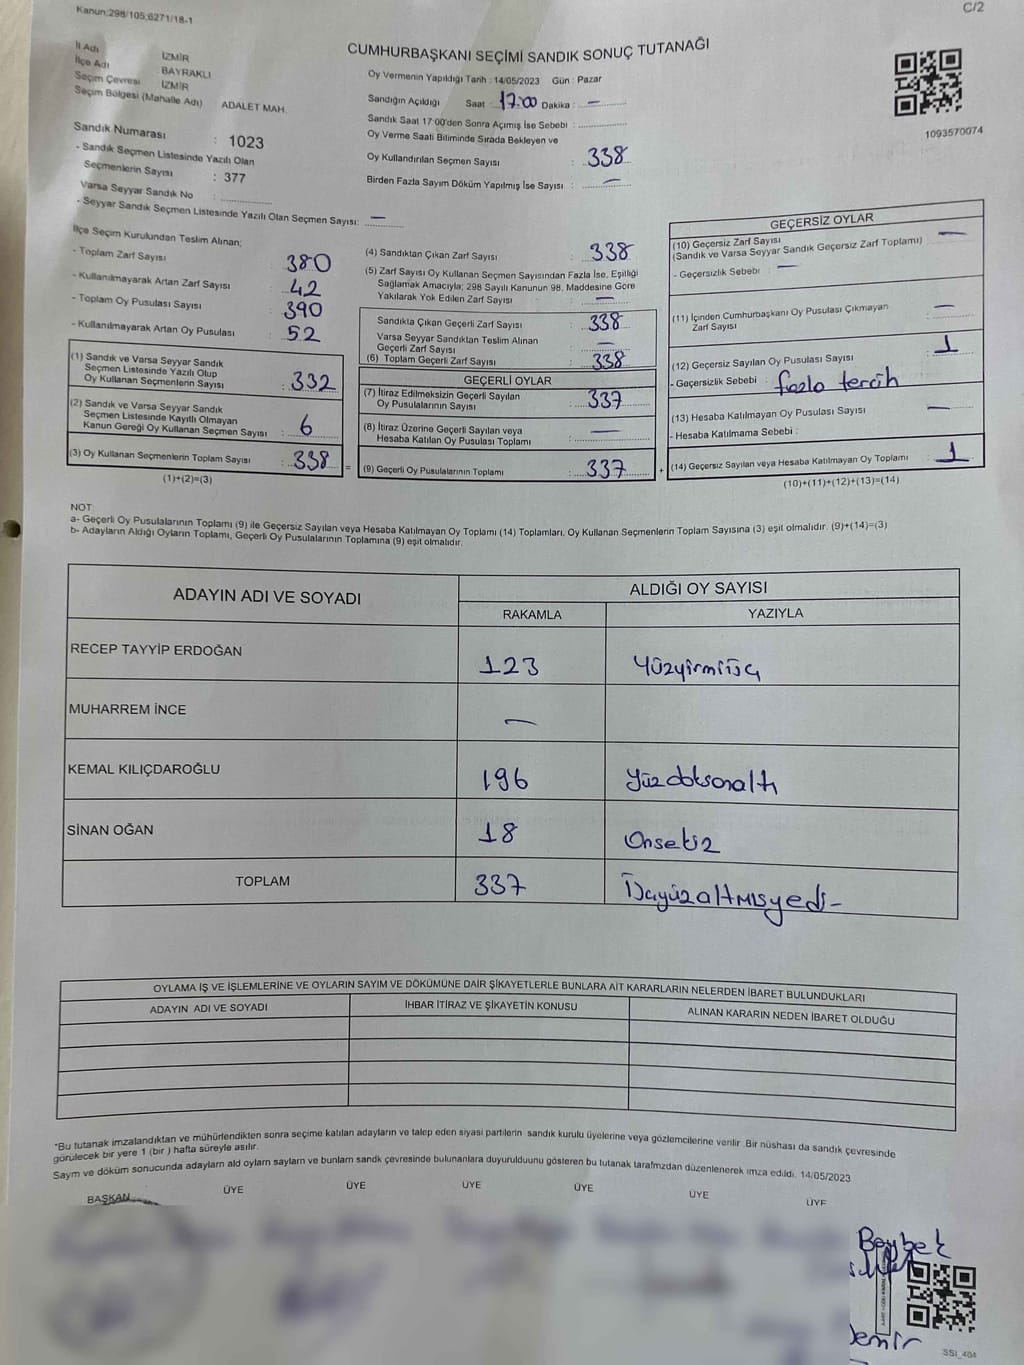 Kanun:298/105;6271/18-1
C/2
CUMHURBAŞKANI SEÇİMİ SANDIK SONUÇ TUTANAĞI
İl Adı İZMİR
İlçe Adı : BAYRAKLI
Seçim Çevresi İZMİR
Seçim Bölgesi (Mahalle Adı) ADALET MAH.
Sandık Numarası : 1023
- Sandık Seçmen Listesinde Yazılı Olan
Seçmenlerin Sayısı : 377
Varsa Seyyar Sandık No :
- Seyyar Sandık Seçmen Listesinde Yazılı Olan Seçmen Sayısı: —
Oy Vermenin Yapıldığı Tarih : 14/05/2023 Gün : Pazar
Sandığın Açıldığı Saat : 17:00 Dakika : —
Sandık Saat 17:00'den Sonra Açımış İse Sebebi :
Oy Verme Saati Bitiminde Sırada Bekleyen ve
Oy Kullandırılan Seçmen Sayısı : 338
Birden Fazla Sayım Döküm Yapılmış İse Sayısı : —
1093570074
İlçe Seçim Kurulundan Teslim Alınan;
- Toplam Zarf Sayısı : 380
- Kullanılmayarak Artan Zarf Sayısı : 42
- Toplam Oy Pusulası Sayısı : 390
- Kullanılmayarak Artan Oy Pusulası : 52
(1) Sandık ve Varsa Seyyar Sandık
Seçmen Listesinde Yazılı Olup
Oy Kullanan Seçmenlerin Sayısı : 332
(2) Sandık ve Varsa Seyyar Sandık
Seçmen Listesinde Kayıtlı Olmayan
Kanun Gereği Oy Kullanan Seçmen Sayısı : 6
(3) Oy Kullanan Seçmenlerin Toplam Sayısı : 338 =
(1)+(2)=(3)
(4) Sandıktan Çıkan Zarf Sayısı : 338
(5) Zarf Sayısı Oy Kullanan Seçmen Sayısından Fazla İse, Eşitliği
Sağlamak Amacıyla; 298 Sayılı Kanunun 98. Maddesine Göre
Yakılarak Yok Edilen Zarf Sayısı : —
Sandıkta Çıkan Geçerli Zarf Sayısı : 338
Varsa Seyyar Sandıktan Teslim Alınan
Geçerli Zarf Sayısı : —
(6) Toplam Geçerli Zarf Sayısı : 338
GEÇERLİ OYLAR
(7) İtiraz Edilmeksizin Geçerli Sayılan
Oy Pusulalarının Sayısı : 337
(8) İtiraz Üzerine Geçerli Sayılan veya
Hesaba Katılan Oy Pusulası Toplamı : —
(9) Geçerli Oy Pusulalarının Toplamı : 337 +
GEÇERSİZ OYLAR
(10) Geçersiz Zarf Sayısı
(Sandık ve Varsa Seyyar Sandık Geçersiz Zarf Toplamı) —
- Geçersizlik Sebebi : —
(11) İçinden Cumhurbaşkanı Oy Pusulası Çıkmayan
Zarf Sayısı : —
(12) Geçersiz Sayılan Oy Pusulası Sayısı : 1
- Geçersizlik Sebebi : fazla tercih
(13) Hesaba Katılmayan Oy Pusulası Sayısı : —
- Hesaba Katılmama Sebebi :
(14) Geçersiz Sayılan veya Hesaba Katılmayan Oy Toplamı : 1
(10)+(11)+(12)+(13)=(14)
NOT:
a- Geçerli Oy Pusulalarının Toplamı (9) ile Geçersiz Sayılan veya Hesaba Katılmayan Oy Toplamı (14) Toplamları, Oy Kullanan Seçmenlerin Toplam Sayısına (3) eşit olmalıdır. (9)+(14)=(3)
b- Adayların Aldığı Oyların Toplamı, Geçerli Oy Pusulalarının Toplamına (9) eşit olmalıdır.
ADAYIN ADI VE SOYADI ALDIĞI OY SAYISI
RAKAMLA YAZIYLA
RECEP TAYYİP ERDOĞAN 123 Yüzyirmiüç
MUHARREM İNCE —
KEMAL KILIÇDAROĞLU 196 Yüzdoksanaltı
SİNAN OĞAN 18 Onsekiz
TOPLAM 337 Üçyüzaltmışyedi-
OYLAMA İŞ VE İŞLEMLERİNE VE OYLARIN SAYIM VE DÖKÜMÜNE DAİR ŞİKAYETLERLE BUNLARA AİT KARARLARIN NELERDEN İBARET BULUNDUKLARI
ADAYIN ADI VE SOYADI İHBAR İTİRAZ VE ŞİKAYETİN KONUSU ALINAN KARARIN NEDEN İBARET OLDUĞU
*Bu tutanak imzalandıktan ve mühürlendikten sonra seçime katılan adayların ve talep eden siyasi partilerin sandık kurulu üyelerine veya gözlemcilerine verilir .Bir nüshası da sandık çevresinde
görülecek bir yere 1 (bir ) hafta süreyle asılır.
Sayım ve döküm sonucunda adayların ald oyların sayları ve bunlarn sandk çevresinde bulunanlara duyurulduunu gösteren bu tutanak tarafmzdan düzenlenerek imza edildi. 14/05/2023
BAŞKAN ÜYE ÜYE ÜYE ÜYE ÜYE ÜYE
Beybek
Demir
SSI_404